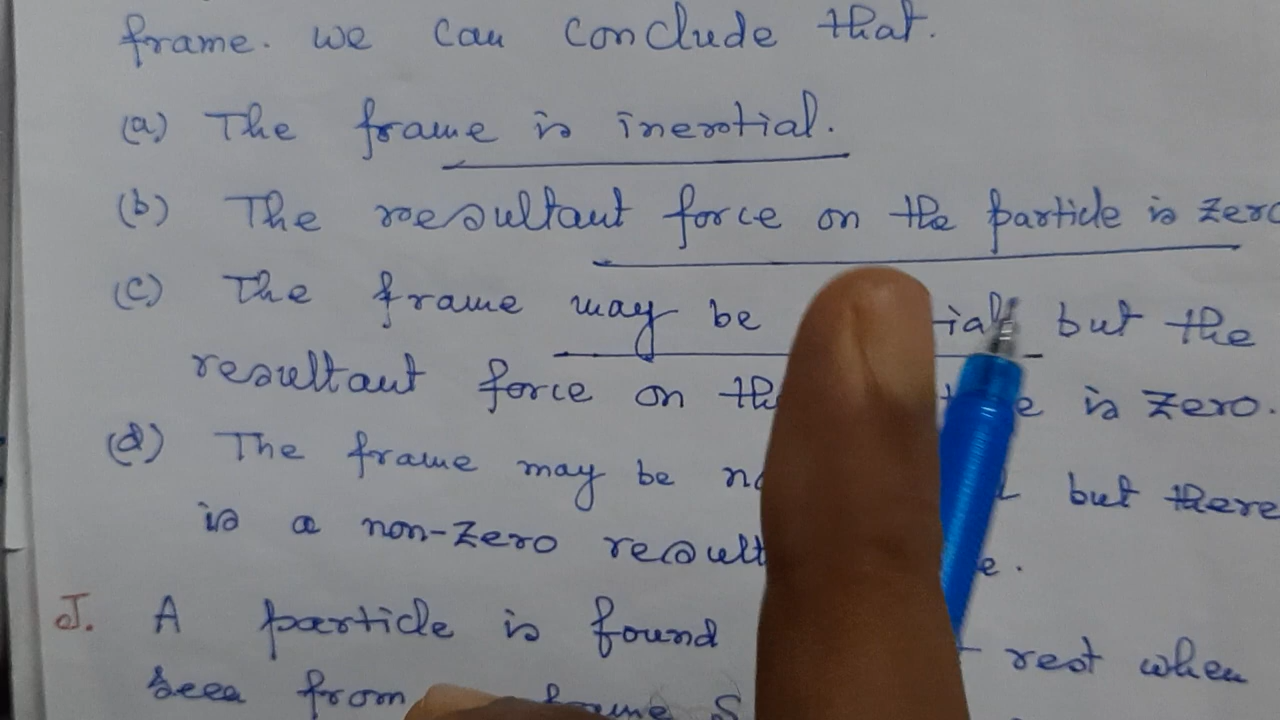 frame. we can conclude that.
(a) The frame is inertial.
(b) The resultant force on the particle is
(c) The frame may be but the
resultant force on is zero.
(d) The frame may be but there
is a non-zero
J. A particle is found rest when
seen from S